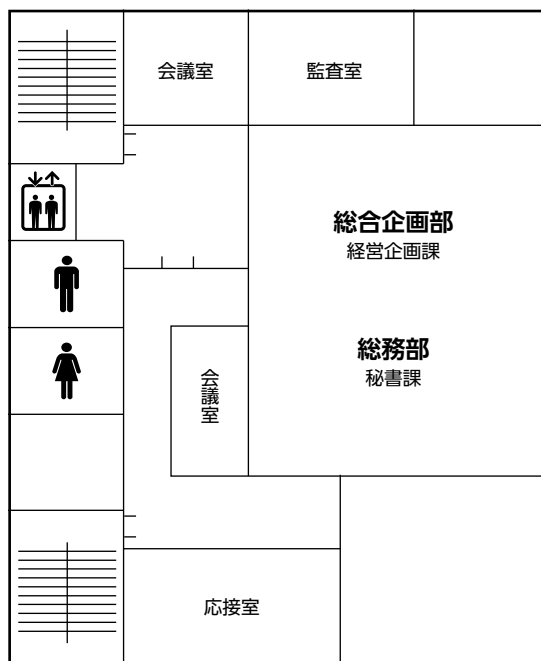 会議室
監査室
総合企画部
経営企画課
総務部
秘書課
会議室
応接室